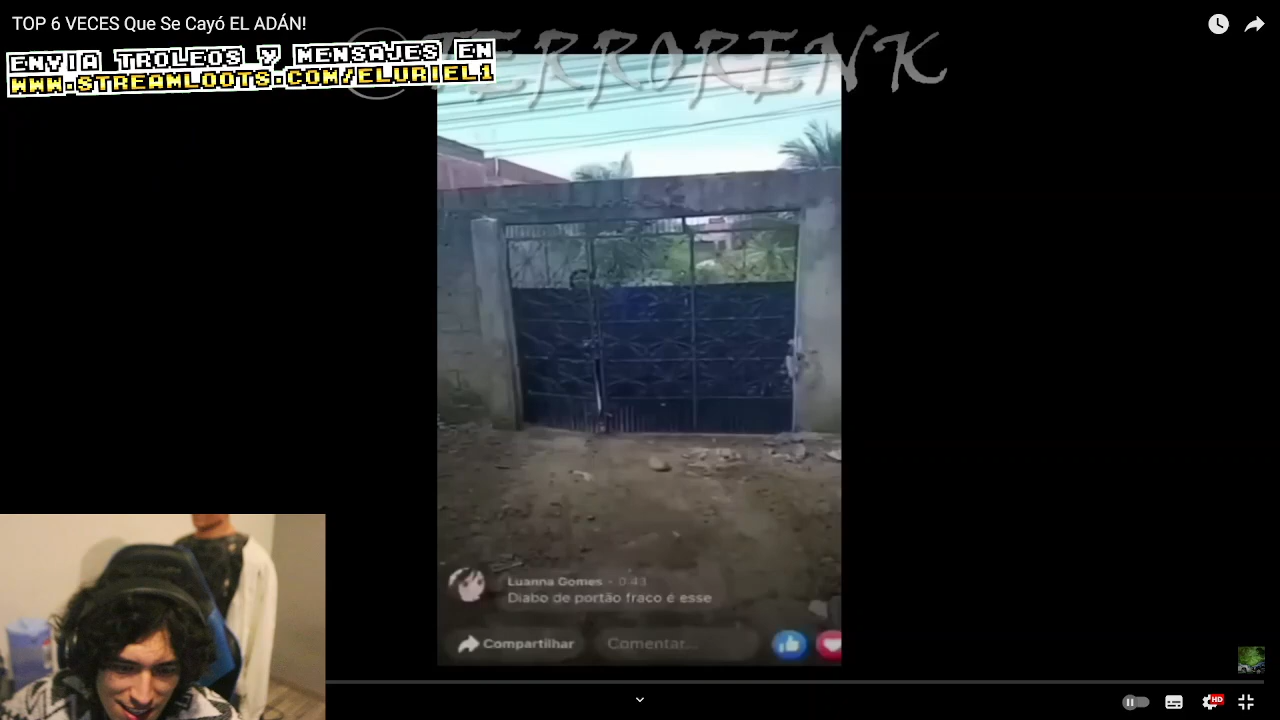 TOP 6 VECES Que Se Cayó EL ADÁN!
ENVIA TROLEOS Y MENSAJES EN
WWW.STREAMLOOTS.COM/ELURIEL1
@TERRORENK
Luanna Gomes · 0:43
Diabo de portão fraco é esse
Compartilhar
Comentar...
HD